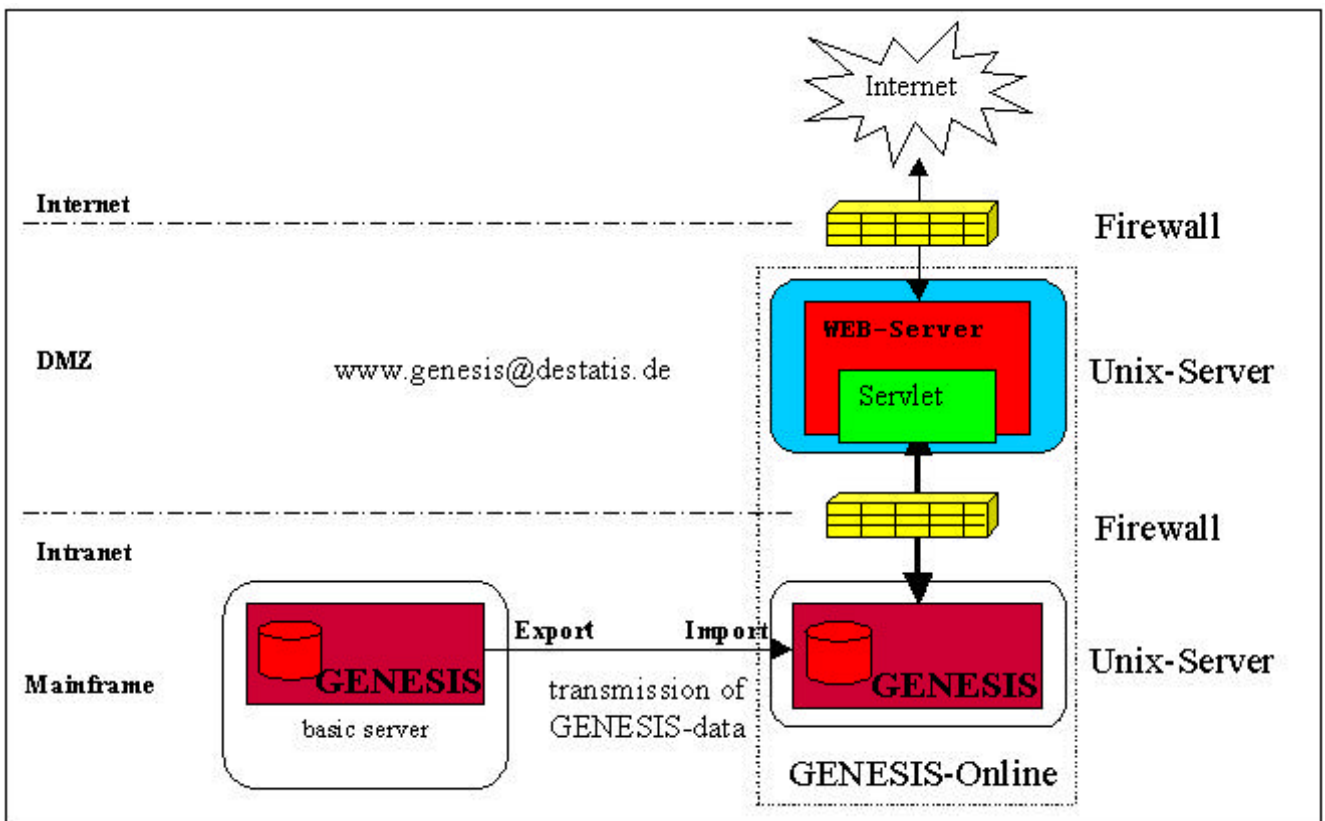 Internet
Internet
Firewall
WEB-Server
DMZ
www.genesis@destatis.de
Unix-Server
Servlet
Firewall
Intranet
Export
Import
GENESIS
GENESIS
Unix-Server
Mainframe
basic server
transmission of
GENESIS-data
GENESIS-Online